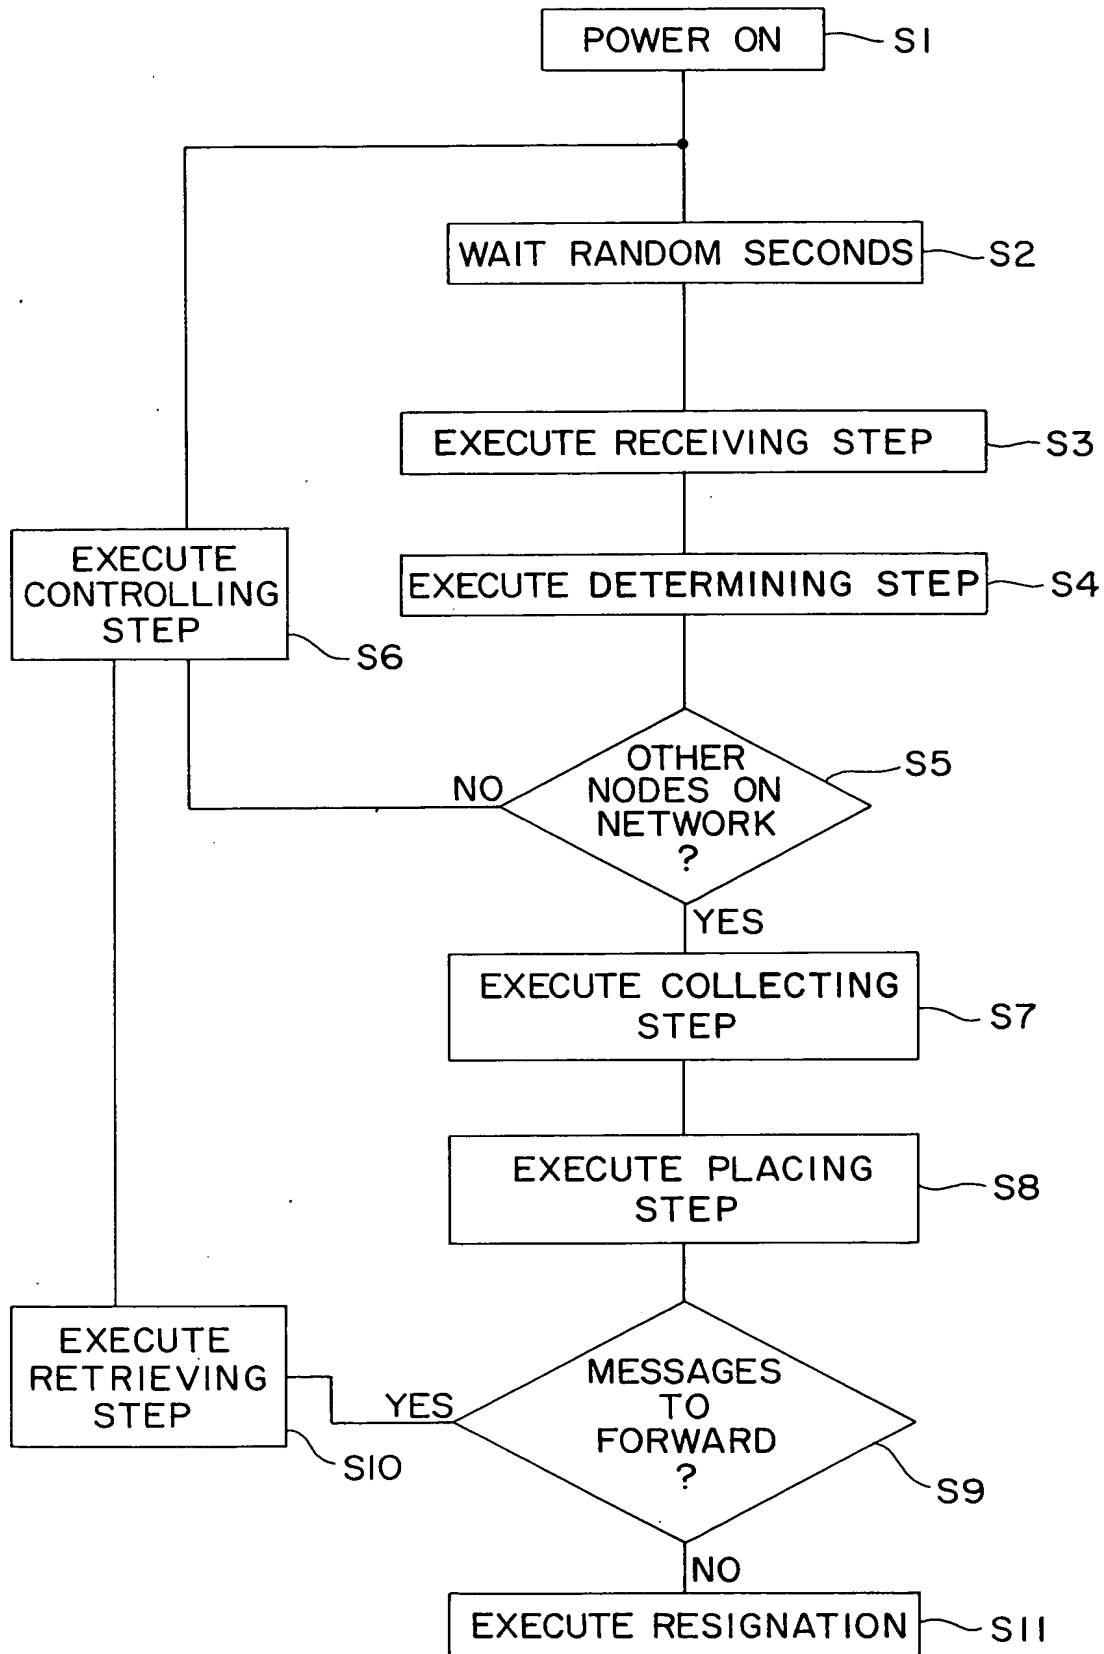 POWER ON
S1
WAIT RANDOM SECONDS
S2
EXECUTE RECEIVING STEP
S3
EXECUTE DETERMINING STEP
S4
EXECUTE
CONTROLLING
STEP
S6
OTHER
NODES ON
NETWORK
?
S5
NO
YES
EXECUTE COLLECTING
STEP
S7
EXECUTE PLACING
STEP
S8
EXECUTE
RETRIEVING
STEP
S10
YES
MESSAGES
TO
FORWARD
?
S9
NO
EXECUTE RESIGNATION
S11